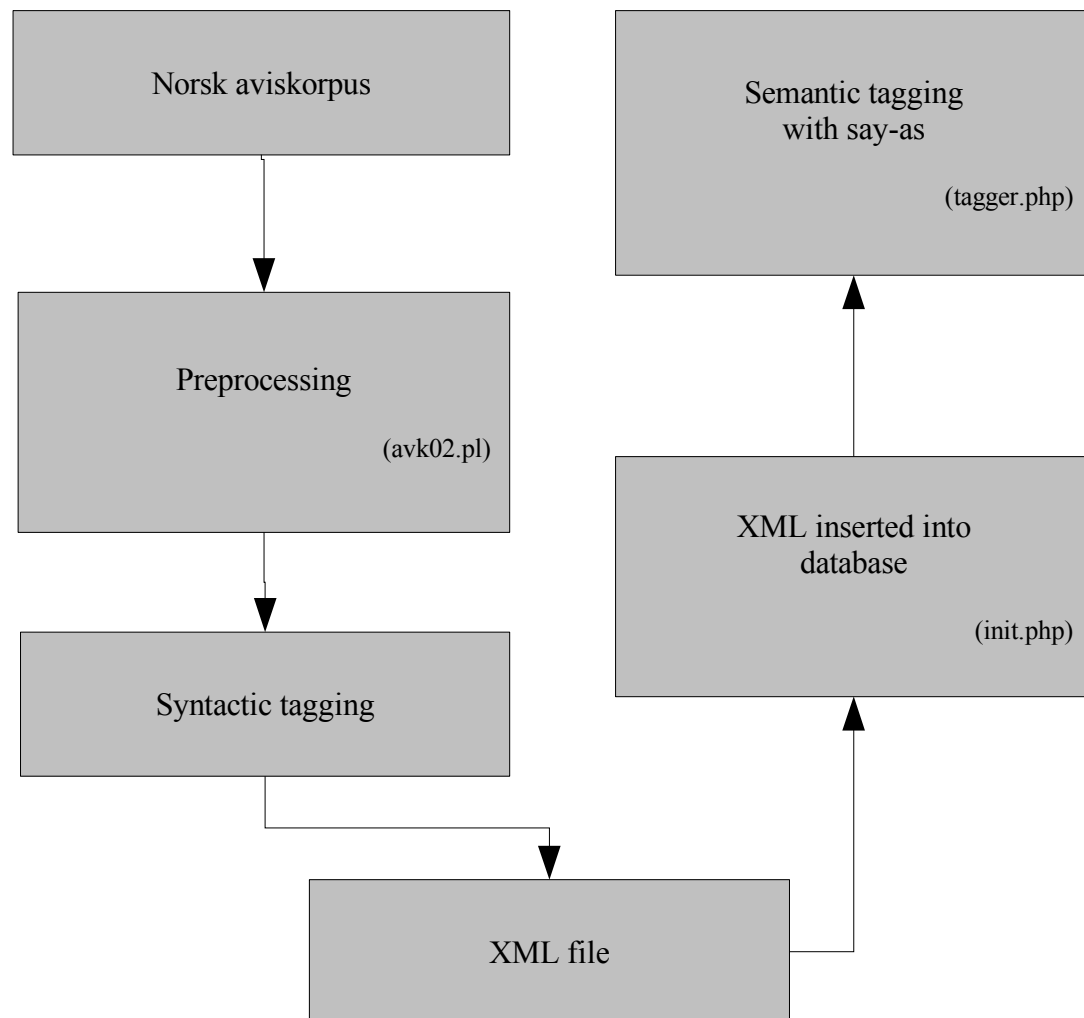 Norsk aviskorpus
Preprocessing
(avk02.pl)
Syntactic tagging
XML file
XML inserted into
database
(init.php)
Semantic tagging
with say-as
(tagger.php)